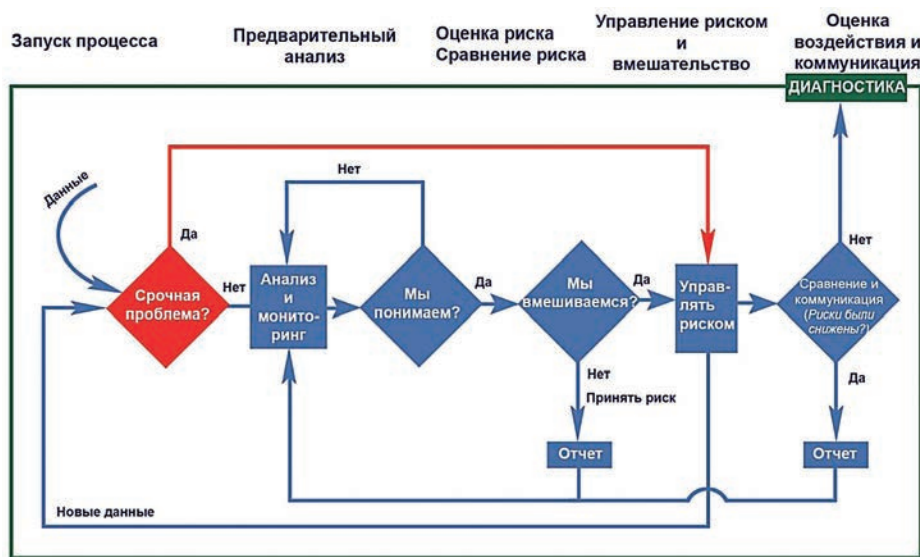 Запуск процесса
Предварительный
анализ
Оценка риска
Сравнение риска
Управление риском
и
вмешательство
Оценка
воздействия и
коммуникация
ДИАГНОСТИКА
Данные
Да
Нет
Нет
Срочная
проблема?
Анализ
и
монито-
ринг
Мы
понимаем?
Да
Мы
вмешиваемся?
Да
Управ-
лять
риском
Нет
Сравнение и
коммуникация
(Риски были
снижены?)
Нет
Принять риск
Да
Отчет
Отчет
Новые данные